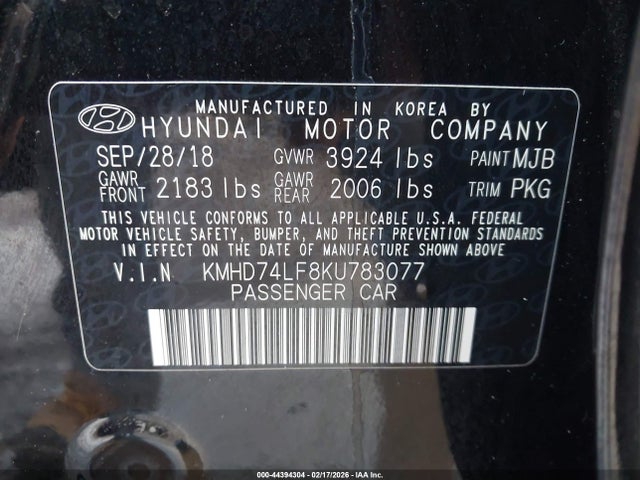 MANUFACTURED IN KOREA BY
HYUNDAI MOTOR COMPANY
SEP/28/18 GVWR 3924 lbs PAINT MJB
GAWR FRONT 2183 lbs GAWR REAR 2006 lbs TRIM PKG
THIS VEHICLE CONFORMS TO ALL APPLICABLE U.S.A. FEDERAL
MOTOR VEHICLE SAFETY, BUMPER, AND THEFT PREVENTION STANDARDS
IN EFFECT ON THE DATE OF MANUFACTURE SHOWN ABOVE
V.I.N KMHD74LF8KU783077
PASSENGER CAR
000-44394304 - 02/17/2026 - IAA Inc.